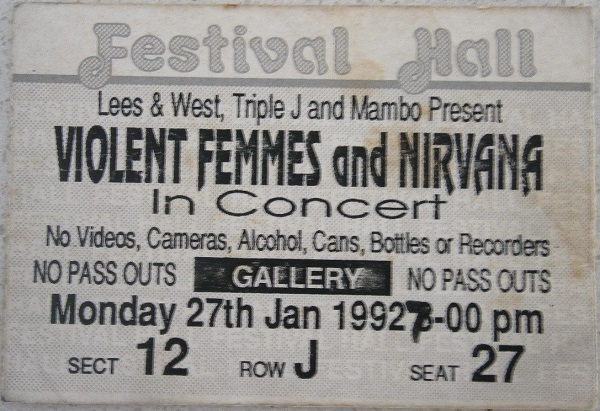 Festival Hall
Lees & West, Triple J and Mambo Present
VIOLENT FEMMES and NIRVANA
In Concert
No Videos, Cameras, Alcohol, Cans, Bottles or Recorders
NO PASS OUTS GALLERY NO PASS OUTS
Monday 27th Jan 1992 7-00 pm
SECT 12 ROW J SEAT 27